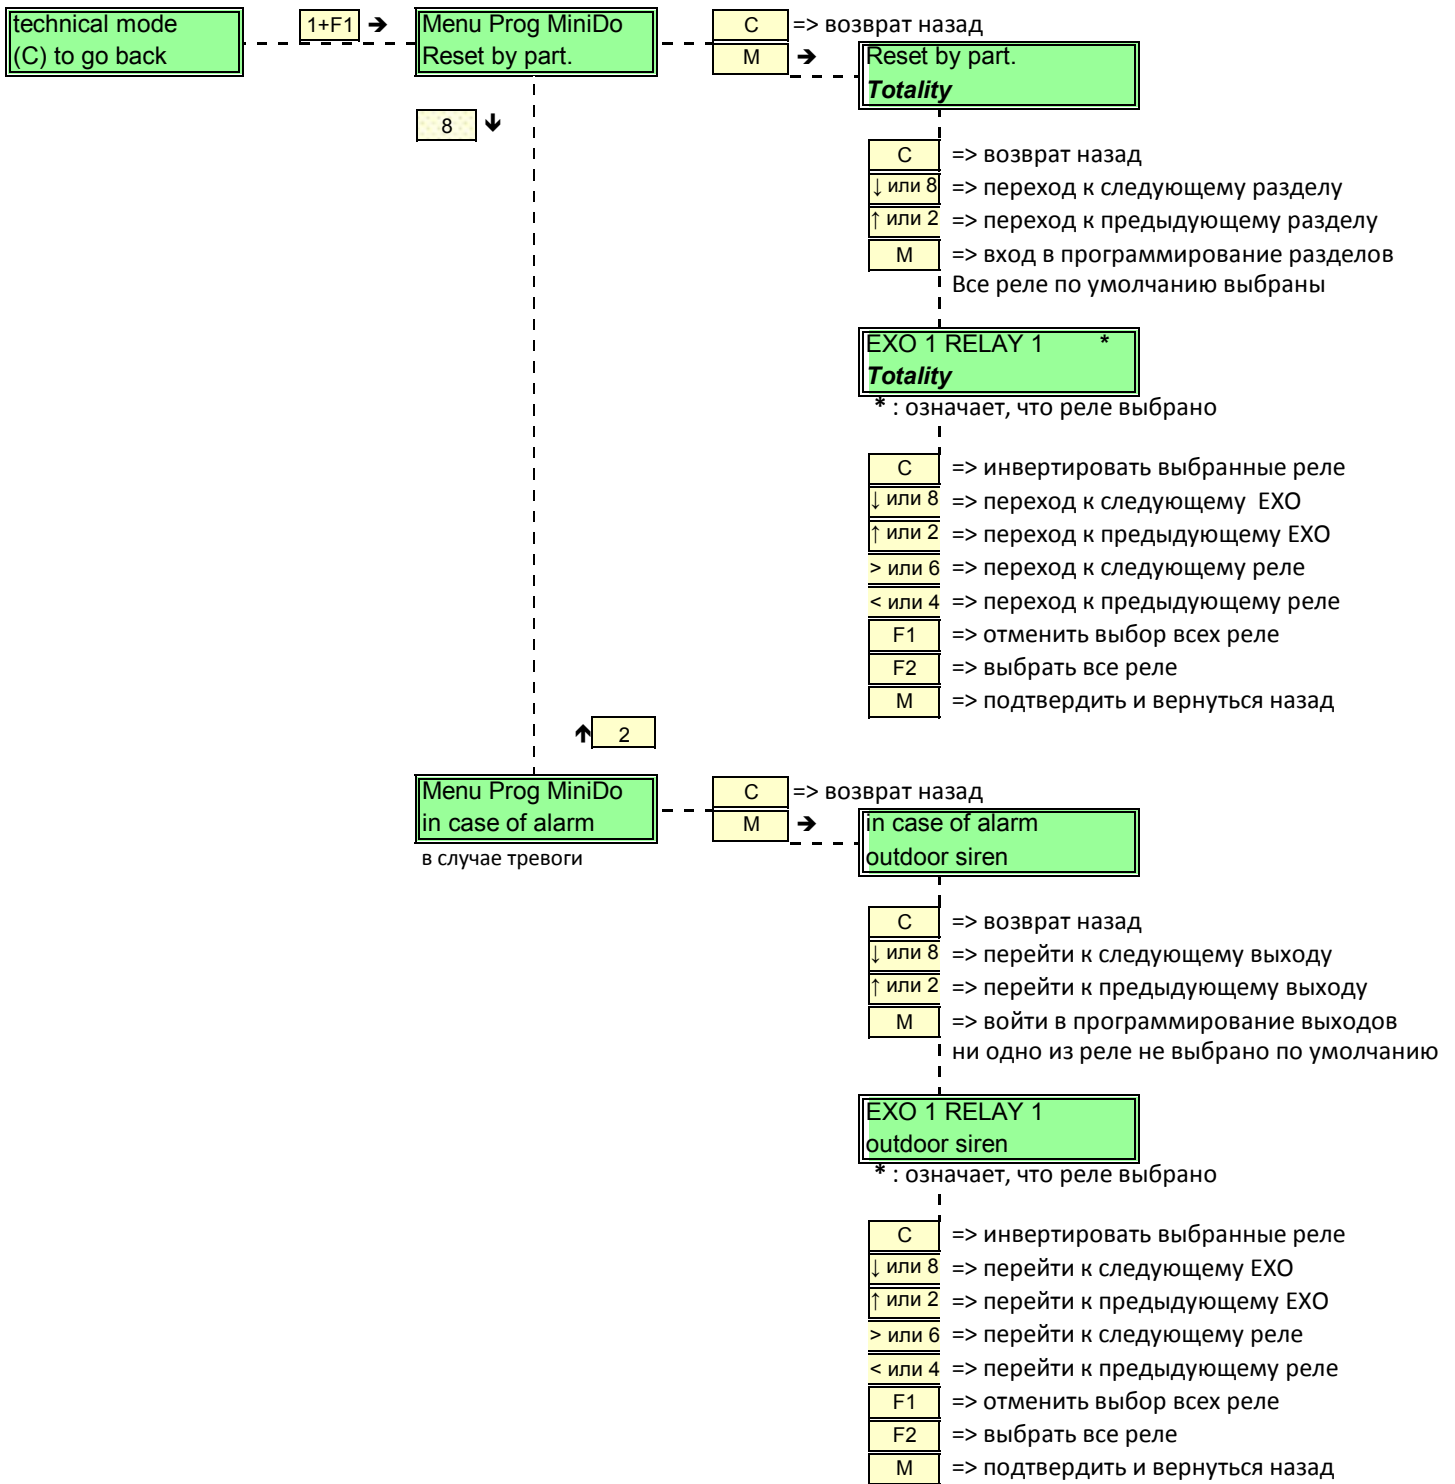 technical mode
(C) to go back
1+F1 ➔
Menu Prog MiniDo
Reset by part.
C => возврат назад
M ➔
Reset by part.
Totality
8 ↓
C => возврат назад
↓ или 8 => переход к следующему разделу
↑ или 2 => переход к предыдующему разделу
M => вход в программирование разделов
Все реле по умолчанию выбраны
EXO 1 RELAY 1 *
Totality
* : означает, что реле выбрано
C => инвертировать выбранные реле
↓ или 8 => переход к следующему EXO
↑ или 2 => переход к предыдующему EXO
> или 6 => переход к следующему реле
< или 4 => переход к предыдующему реле
F1 => отменить выбор всех реле
F2 => выбрать все реле
M => подтвердить и вернуться назад
↑ 2
Menu Prog MiniDo
in case of alarm
в случае тревоги
C => возврат назад
M ➔
in case of alarm
outdoor siren
C => возврат назад
↓ или 8 => перейти к следующему выходу
↑ или 2 => перейти к предыдующему выходу
M => войти в программирование выходов
ни одно из реле не выбрано по умолчанию
EXO 1 RELAY 1
outdoor siren
* : означает, что реле выбрано
C => инвертировать выбранные реле
↓ или 8 => перейти к следующему EXO
↑ или 2 => перейти к предыдующему EXO
> или 6 => перейти к следующему реле
< или 4 => перейти к предыдующему реле
F1 => отменить выбор всех реле
F2 => выбрать все реле
M => подтвердить и вернуться назад